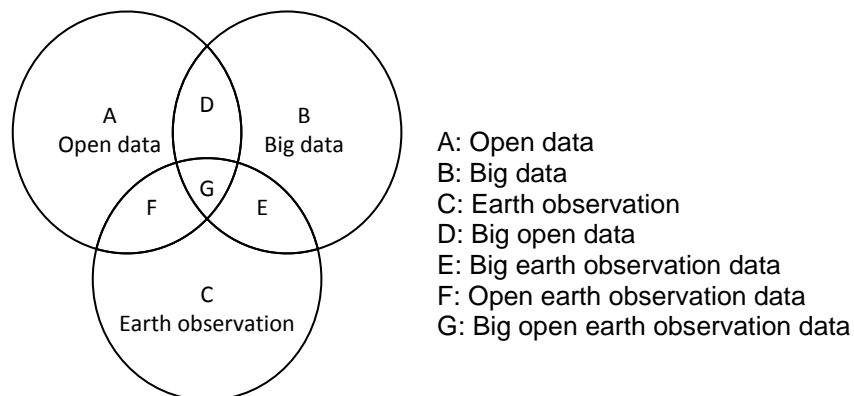 A
Open data
D
B
Big data
G
F
E
C
Earth observation
A: Open data
B: Big data
C: Earth observation
D: Big open data
E: Big earth observation data
F: Open earth observation data
G: Big open earth observation data